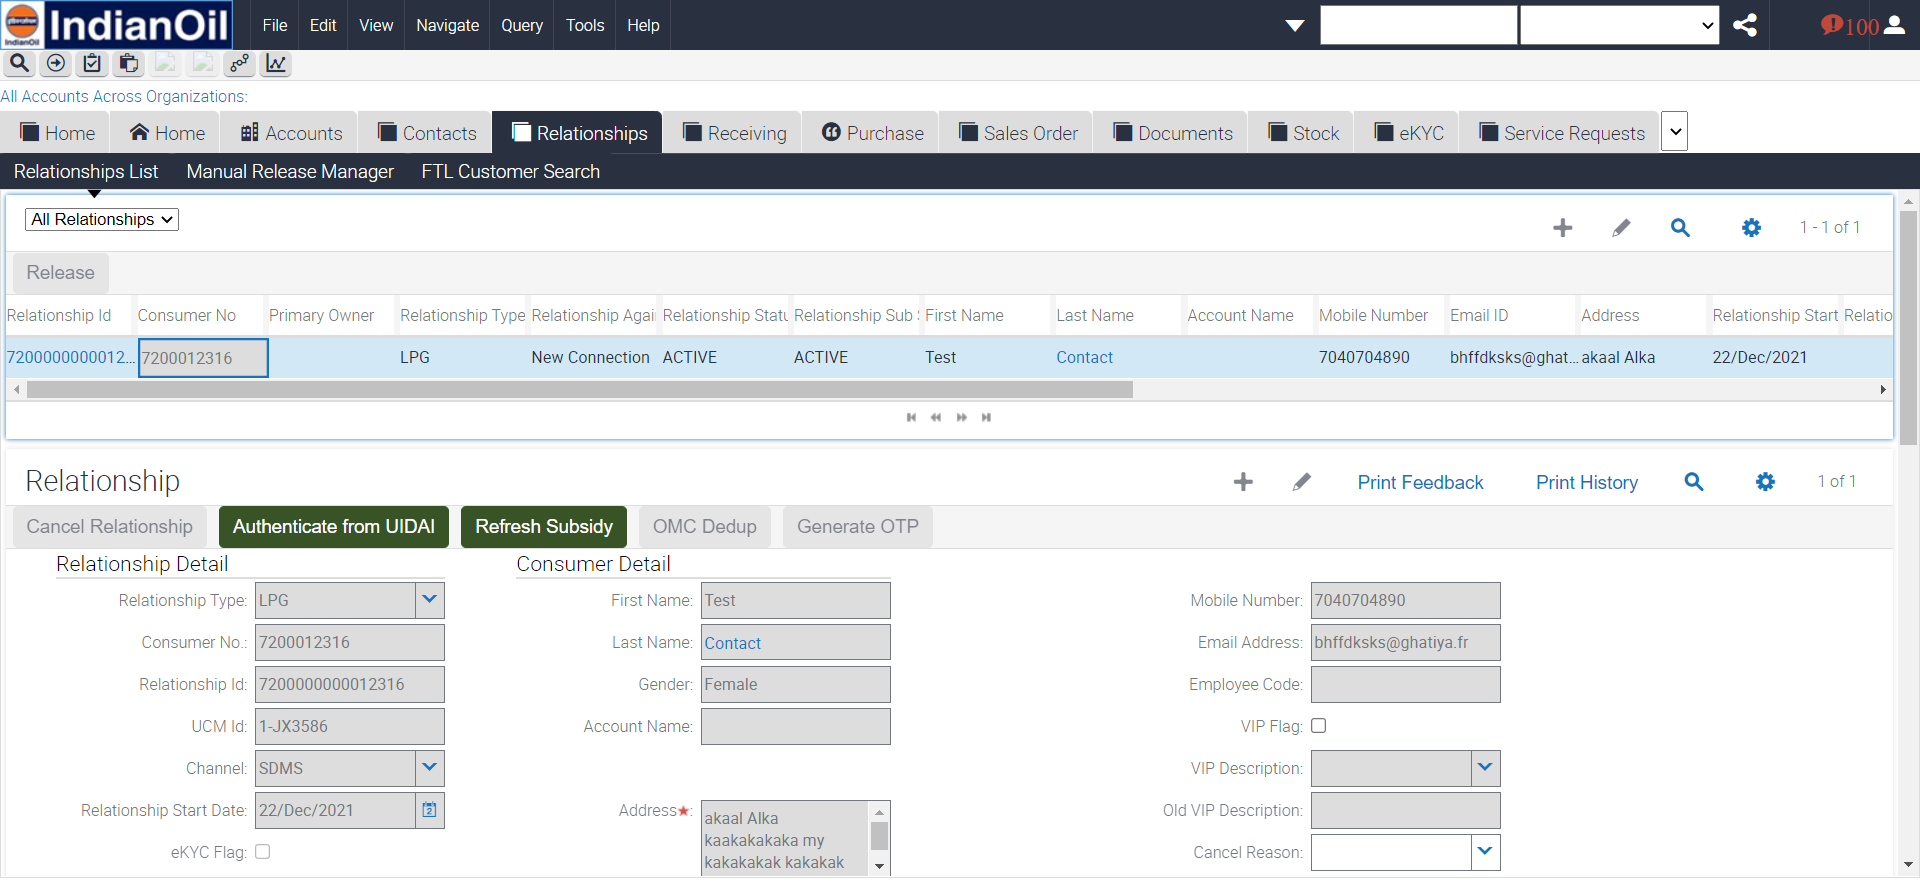 IndianOil IndianOil File Edit View Navigate Query Tools Help 100
All Accounts Across Organizations:
Home Home Accounts Contacts Relationships Receiving Purchase Sales Order Documents Stock eKYC Service Requests
Relationships List Manual Release Manager FTL Customer Search
All Relationships 1 - 1 of 1
Release
Relationship Id Consumer No Primary Owner Relationship Type Relationship Agai Relationship Statu Relationship Sub First Name Last Name Account Name Mobile Number Email ID Address Relationship Start Relatio
7200000000012... 7200012316 LPG New Connection ACTIVE ACTIVE Test Contact 7040704890 bhffdksks@ghat... akaal Alka 22/Dec/2021
Relationship Print Feedback Print History 1 of 1
Cancel Relationship Authenticate from UIDAI Refresh Subsidy OMC Dedup Generate OTP
Relationship Detail Consumer Detail
Relationship Type: LPG First Name: Test Mobile Number: 7040704890
Consumer No.: 7200012316 Last Name: Contact Email Address: bhffdksks@ghatiya.fr
Relationship Id: 7200000000012316 Gender: Female Employee Code:
UCM Id: 1-JX3586 Account Name: VIP Flag:
Channel: SDMS VIP Description:
Relationship Start Date: 22/Dec/2021 2 Address★: akaal Alka Old VIP Description:
kaakakakaka my
eKYC Flag: kakakakak kakakak Cancel Reason: